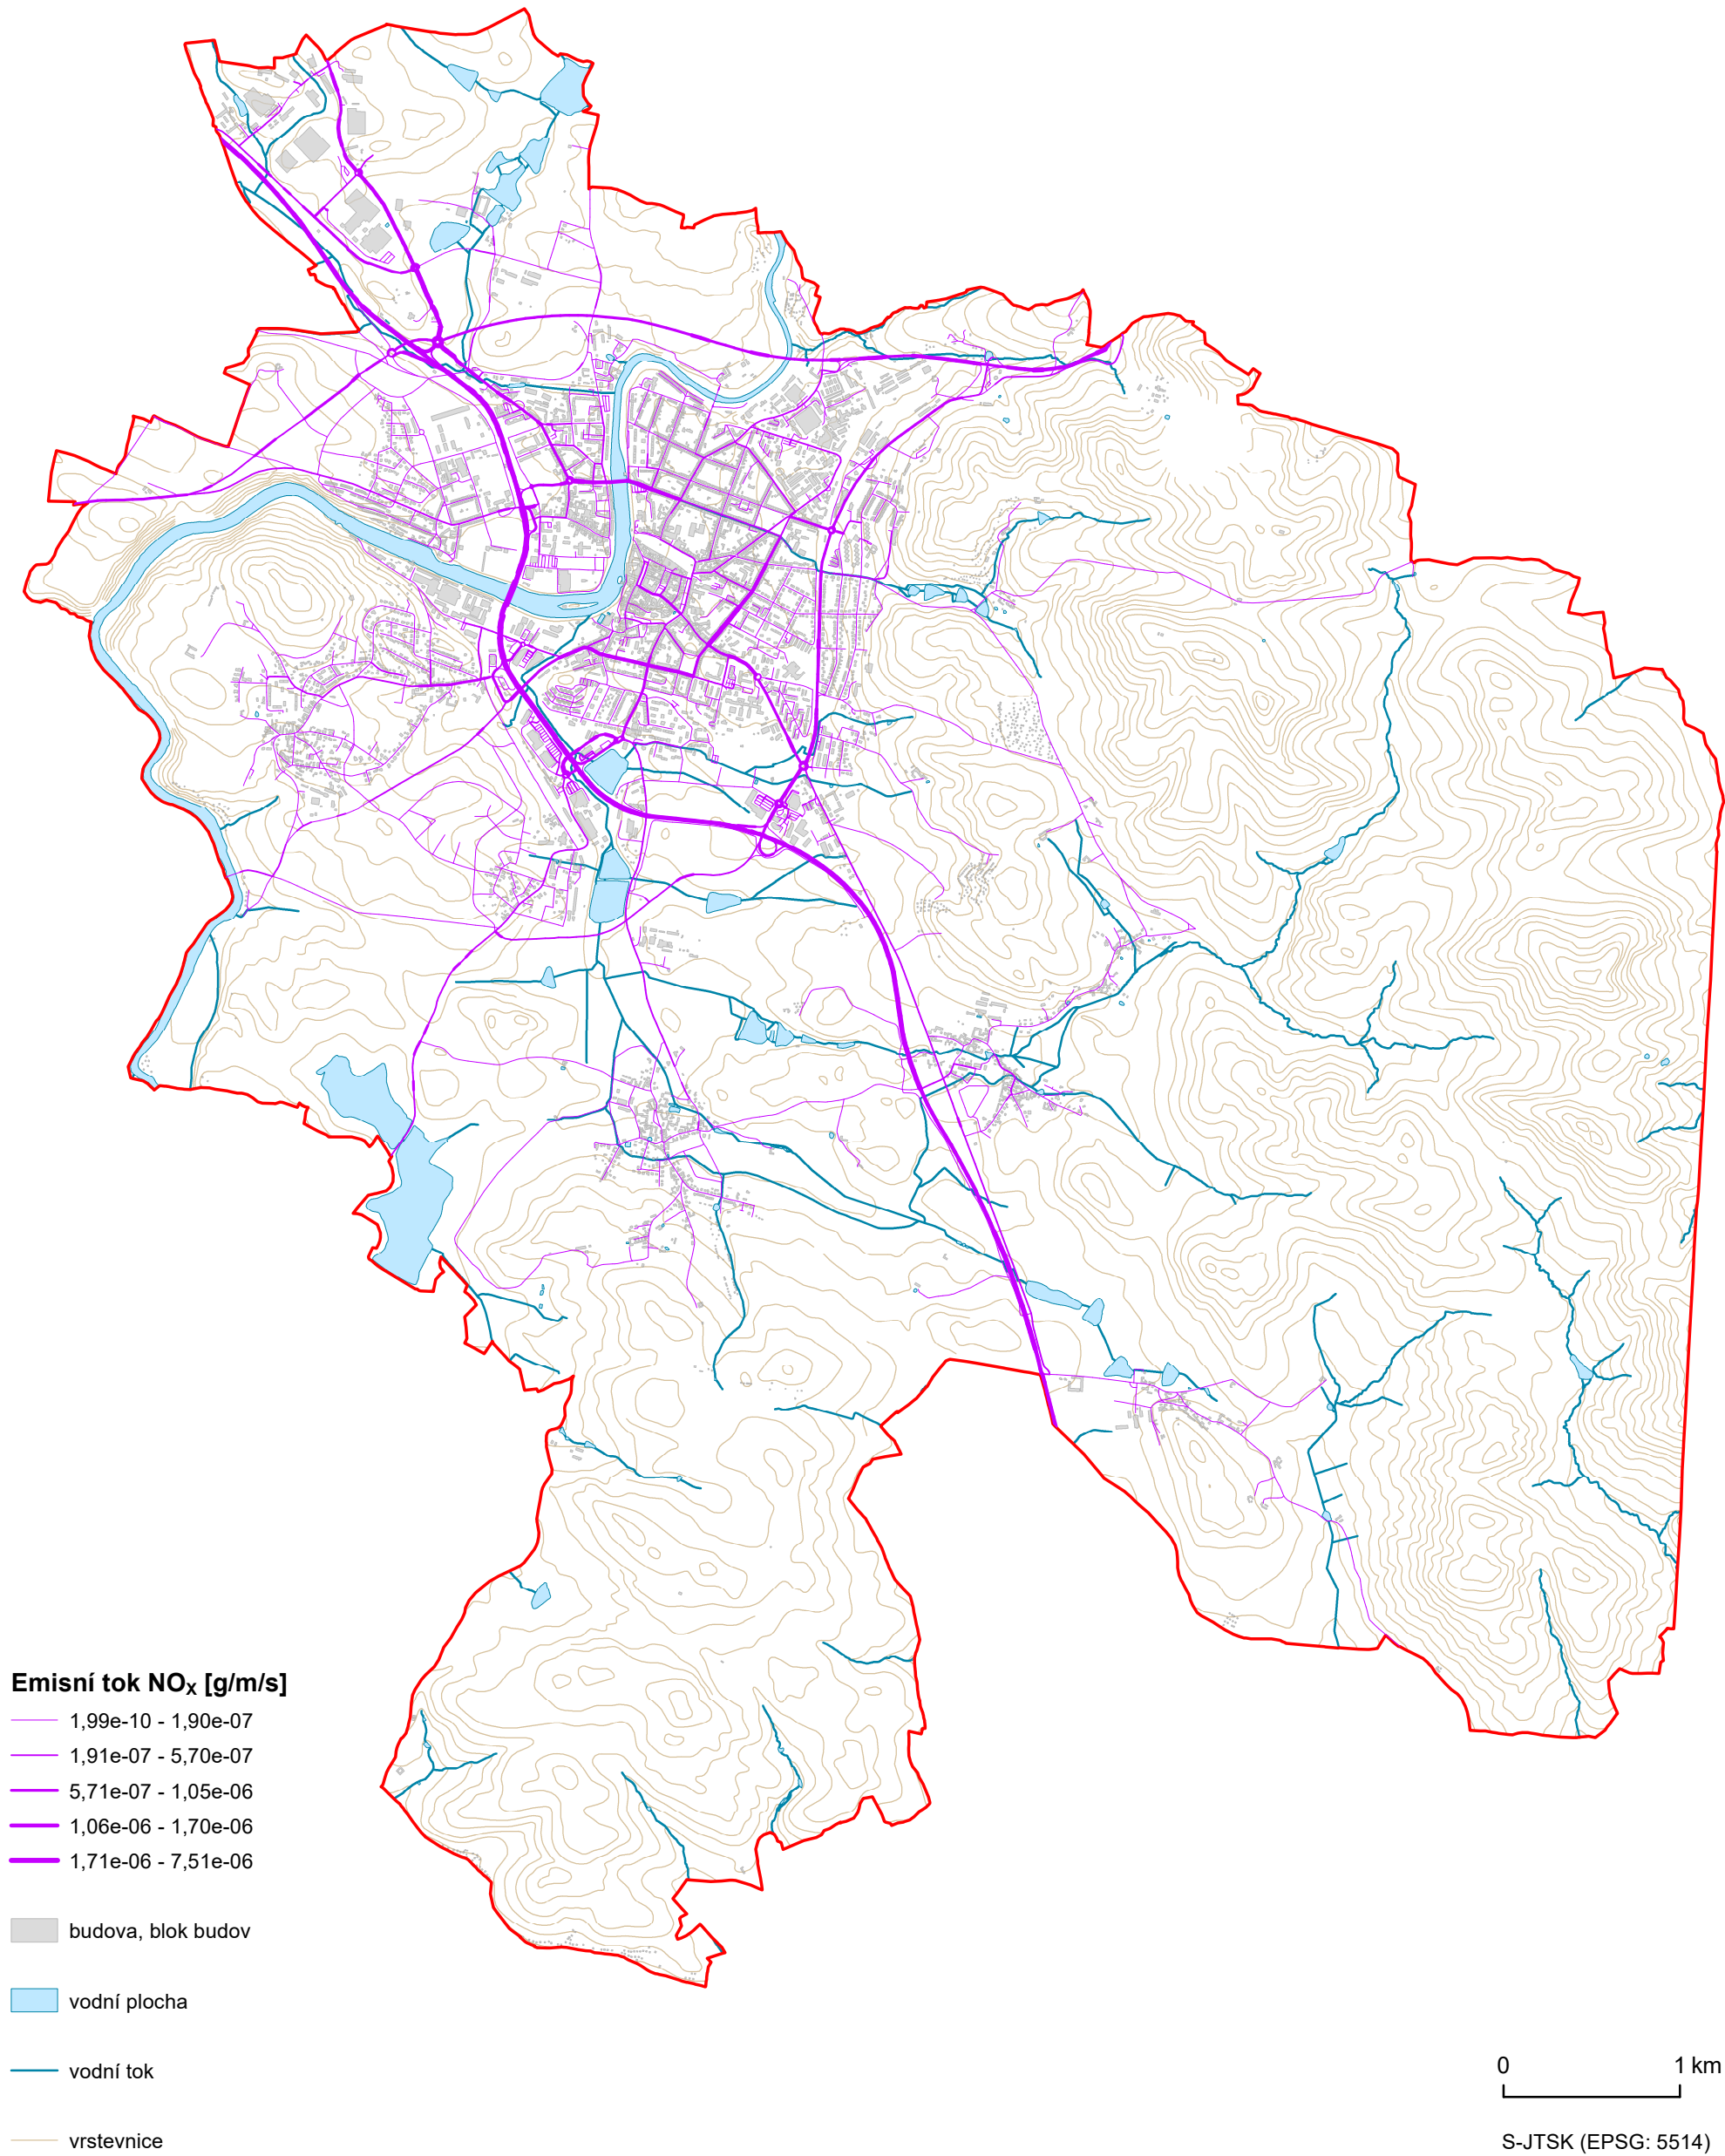 Emisní tok NOX [g/m/s]
1,99e-10 - 1,90e-07
1,91e-07 - 5,70e-07
5,71e-07 - 1,05e-06
1,06e-06 - 1,70e-06
1,71e-06 - 7,51e-06
budova, blok budov
vodní plocha
vodní tok
vrstevnice
0 1 km
S-JTSK (EPSG: 5514)